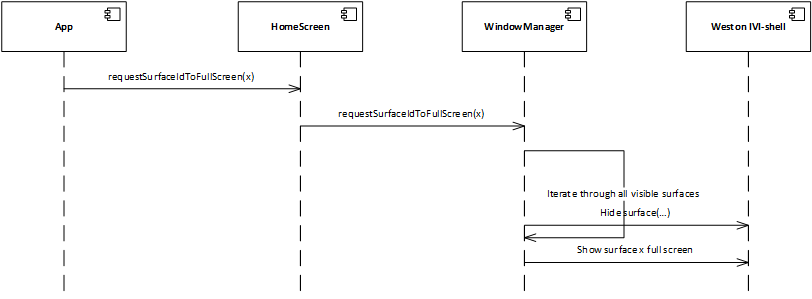 App
HomeScreen
WindowManager
Weston IVI-shell
requestSurfaceIdToFullScreen(x)
requestSurfaceIdToFullScreen(x)
Iterate through all visible surfaces
Hide surface(...)
Show surface x full screen